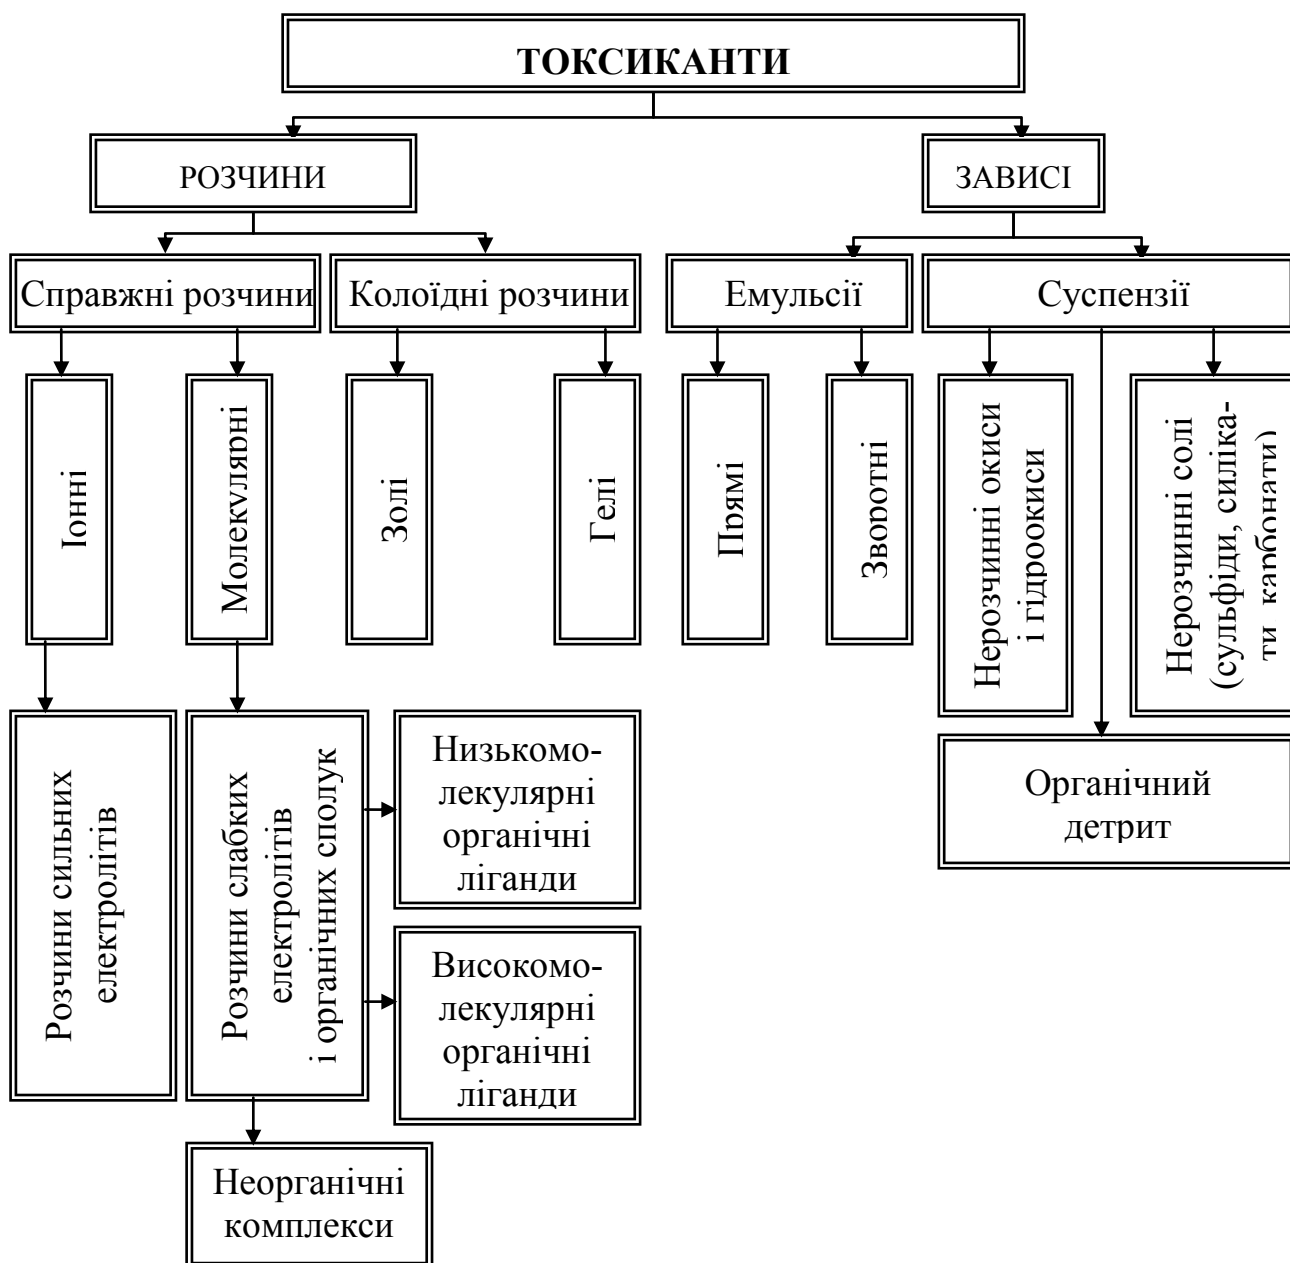 ТОКСИКАНТИ
РОЗЧИНИ
ЗАВИСІ
Справжні розчини
Колоїдні розчини
Емульсії
Суспензії
Іонні
Молекулярні
Золі
Гелі
Прямі
Зворотні
Нерозчинні окиси
і гідроокиси
Нерозчинні солі
(сульфіди, силіка-
ти, карбонати)
Розчини сильних
електролітів
Розчини слабких
електролітів
і органічних сполук
Низькомо-
лекулярні
органічні
ліганди
Органічний
детрит
Високомо-
лекулярні
органічні
ліганди
Неорганічні
комплекси